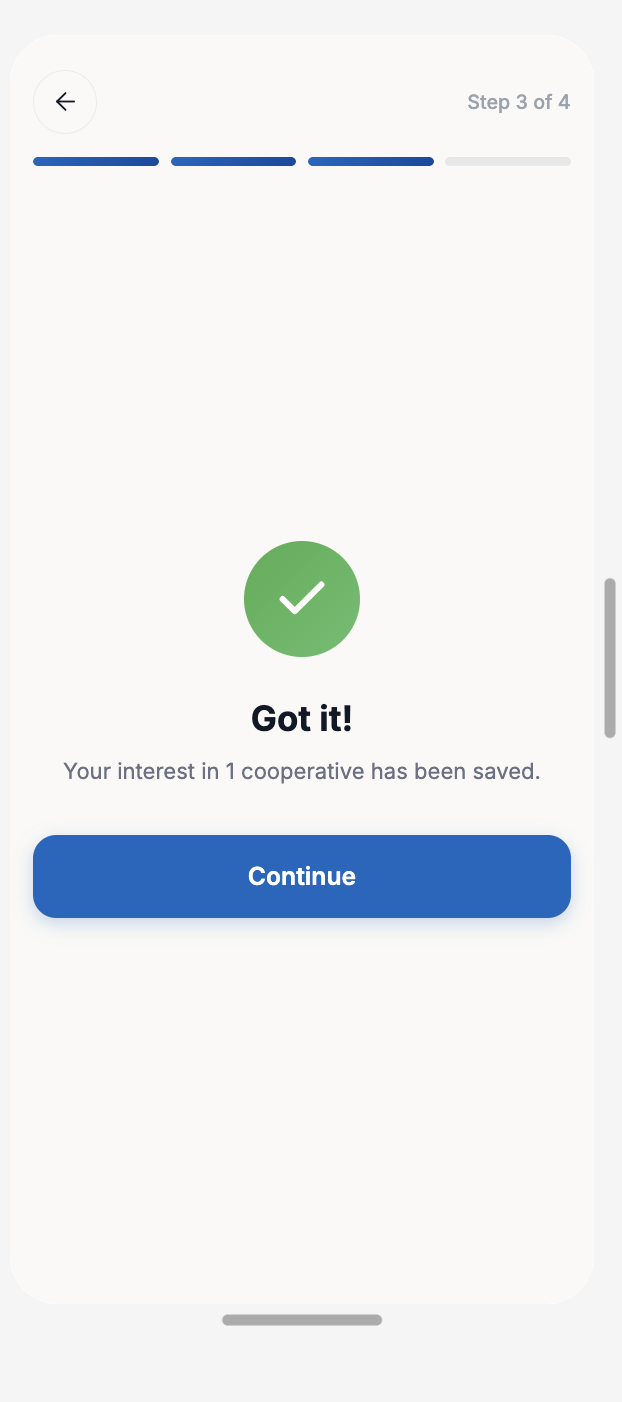 Step 3 of 4
Got it!
Your interest in 1 cooperative has been saved.
Continue